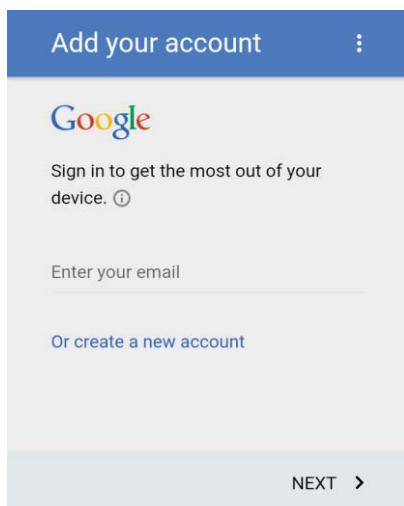 Add your account
Google
Sign in to get the most out of your
device.
Enter your email
Or create a new account
NEXT